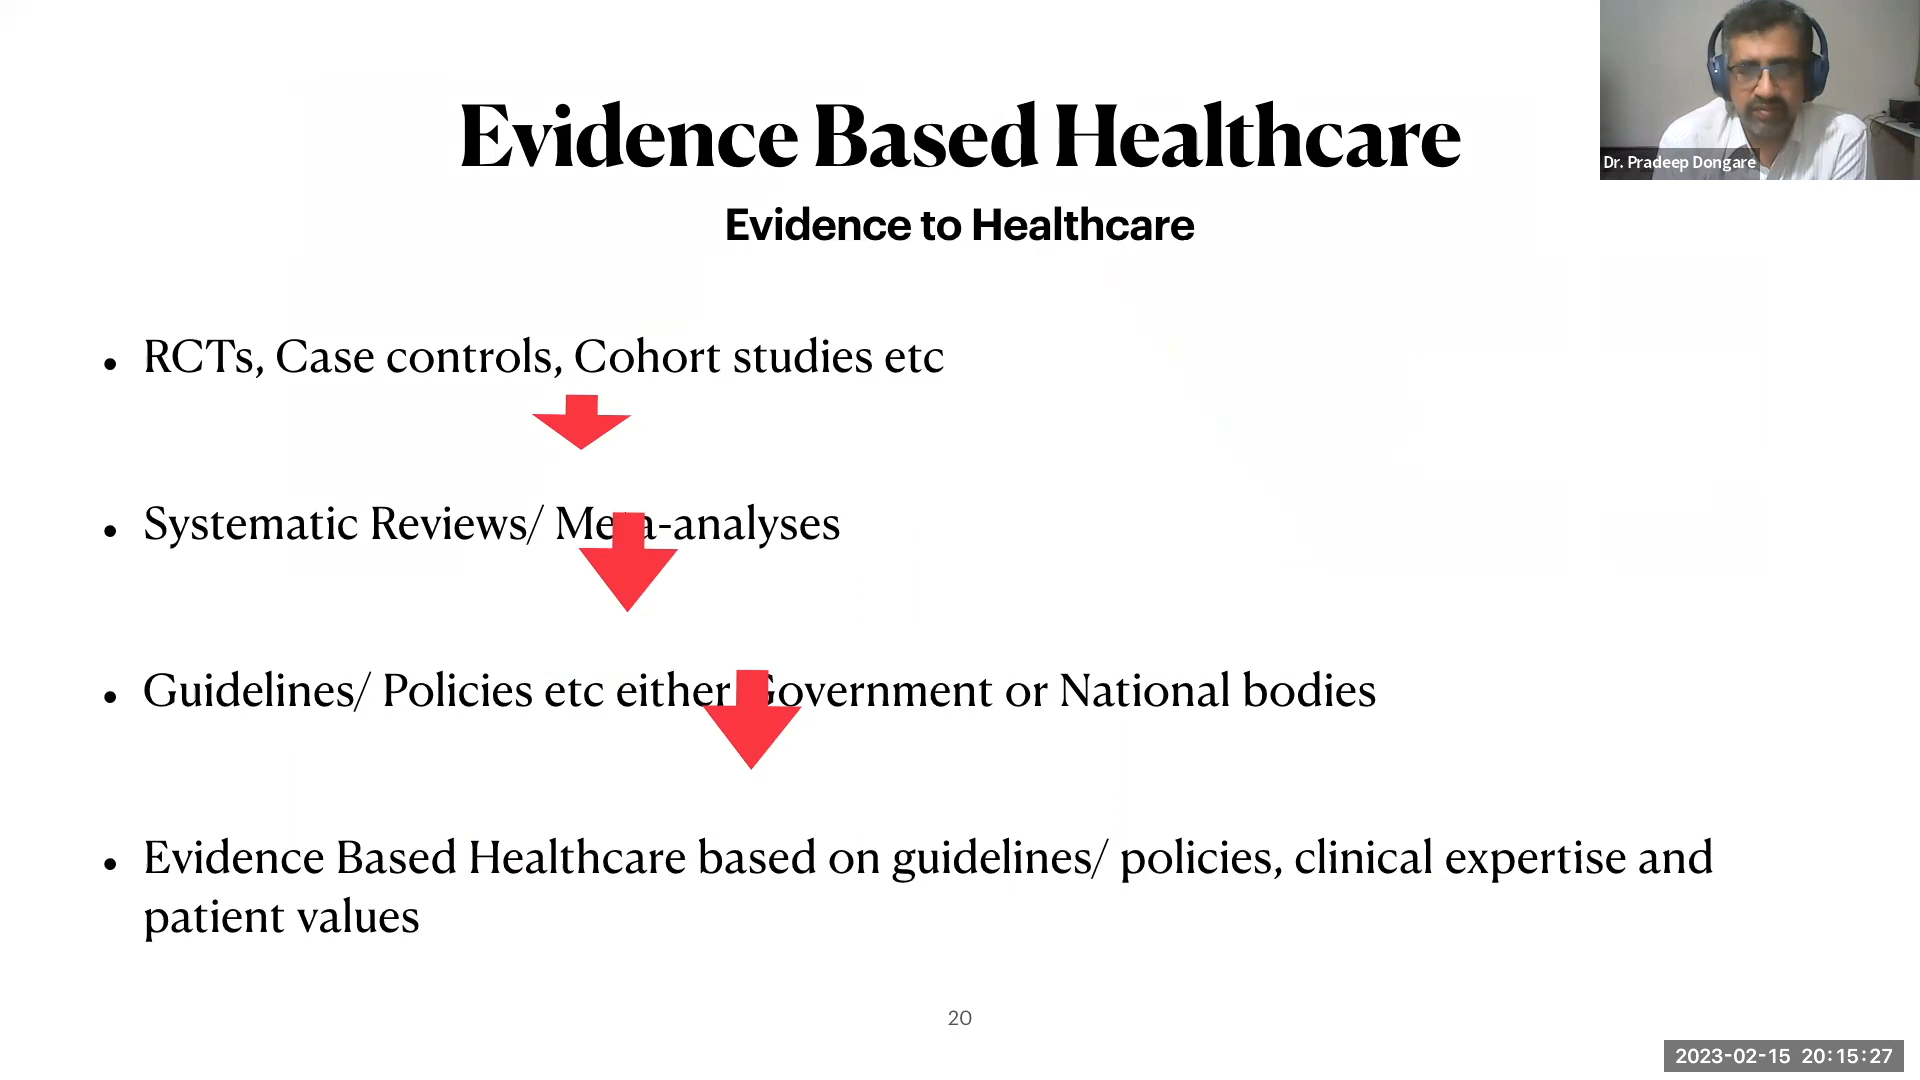 Evidence Based Healthcare
Dr. Pradeep Dongare
Evidence to Healthcare
• RCTs, Case controls, Cohort studies etc
• Systematic Reviews/ Meta-analyses
• Guidelines/ Policies etc either Government or National bodies
• Evidence Based Healthcare based on guidelines/ policies, clinical expertise and
patient values
20
2023-02-15 20:15:27